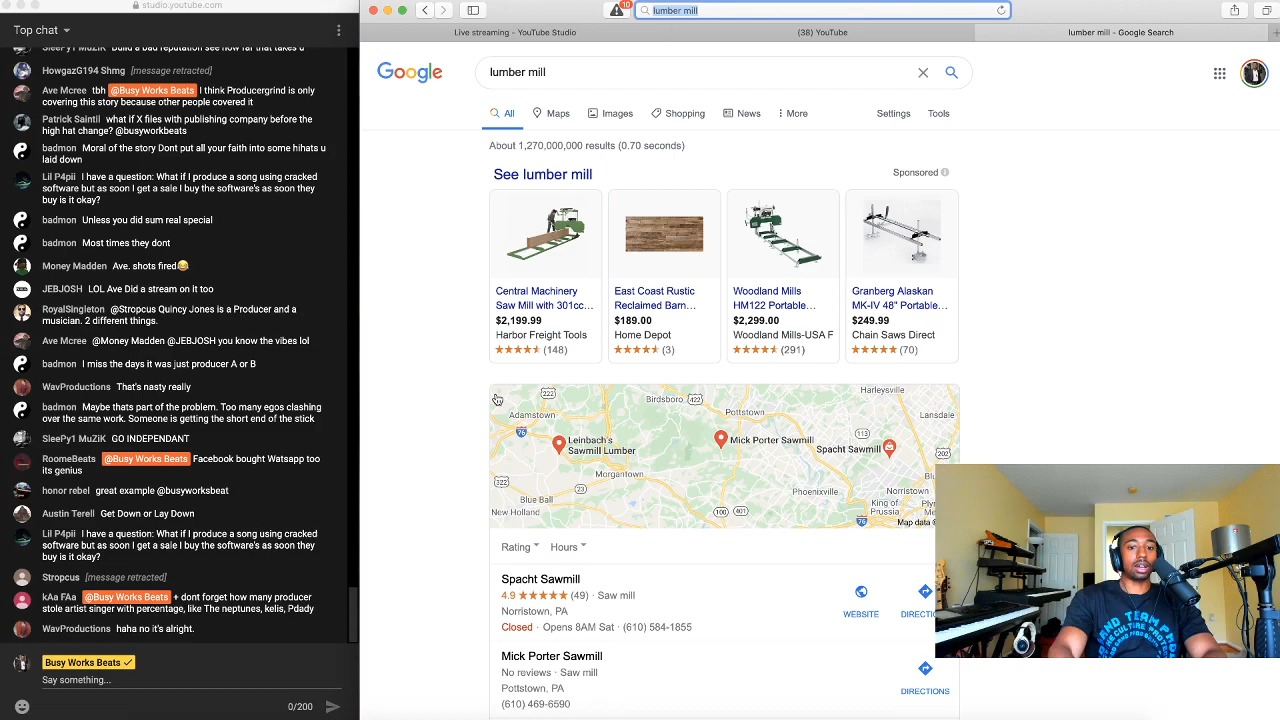 studio.youtube.com
Top chat
SleePy1 MuZiK Build a bad reputation see how far that takes u
HowgazG194 Shmg [message retracted]
Ave Mcree tbh @Busy Works Beats I think Producergrind is only
covering this story because other people covered it
Patrick Saintil what if X files with publishing company before the
high hat change? @busyworkbeats
badmon Moral of the story Dont put all your faith into some hihats u
laid down
Lil P4pii I have a question: What if I produce a song using cracked
software but as soon I get a sale I buy the software's as soon they
buy is it okay?
badmon Unless you did sum real special
badmon Most times they dont
Money Madden Ave. shots fired😂
JEBJOSH LOL Ave Did a stream on it too
RoyalSingleton @Stropcus Quincy Jones is a Producer and a
musician. 2 different things.
Ave Mcree @Money Madden @JEBJOSH you know the vibes lol
badmon I miss the days it was just producer A or B
WavProductions That's nasty really
badmon Maybe thats part of the problem. Too many egos clashing
over the same work. Someone is getting the short end of the stick
SleePy1 MuZiK GO INDEPENDANT
RoomeBeats @Busy Works Beats Facebook bought Watsapp too
its genius
honor rebel great example @busyworksbeat
Austin Terell Get Down or Lay Down
Lil P4pii I have a question: What if I produce a song using cracked
software but as soon I get a sale I buy the software's as soon they
buy is it okay?
Stropcus [message retracted]
kAa FAa @Busy Works Beats + dont forget how many producer
stole artist singer with percentage, like The neptunes, kelis, Pdady
WavProductions haha no it's alright.
Busy Works Beats
Say something...
0/200
10
lumber mill
Live streaming - YouTube Studio
(38) YouTube
lumber mill - Google Search
Google
lumber mill
All Maps Images Shopping News More Settings Tools
About 1,270,000,000 results (0.70 seconds)
See lumber mill
Sponsored
Central Machinery
Saw Mill with 301cc...
$2,199.99
Harbor Freight Tools
(148)
East Coast Rustic
Reclaimed Barn...
$189.00
Home Depot
(3)
Woodland Mills
HM122 Portable...
$2,299.00
Woodland Mills-USA F
(291)
Granberg Alaskan
MK-IV 48" Portable...
$249.99
Chain Saws Direct
(70)
Harleysville
222
Birdsboro
422
Adamstown
Pottstown
Lansdale
76
113
Leinbach's
Sawmill Lumber
Mick Porter Sawmill
Spacht Sawmill
202
Morgantown
322
23
Phoenixville
Norristown
Blue Ball
King of
Prussia
New Holland
100
401
76
Map data ©
Rating
Hours
Spacht Sawmill
4.9 ★★★★★ (49) · Saw mill
Norristown, PA
Closed · Opens 8AM Sat · (610) 584-1855
WEBSITE
DIRECTIO
Mick Porter Sawmill
No reviews · Saw mill
Pottstown, PA
(610) 469-6590
DIRECTIONS